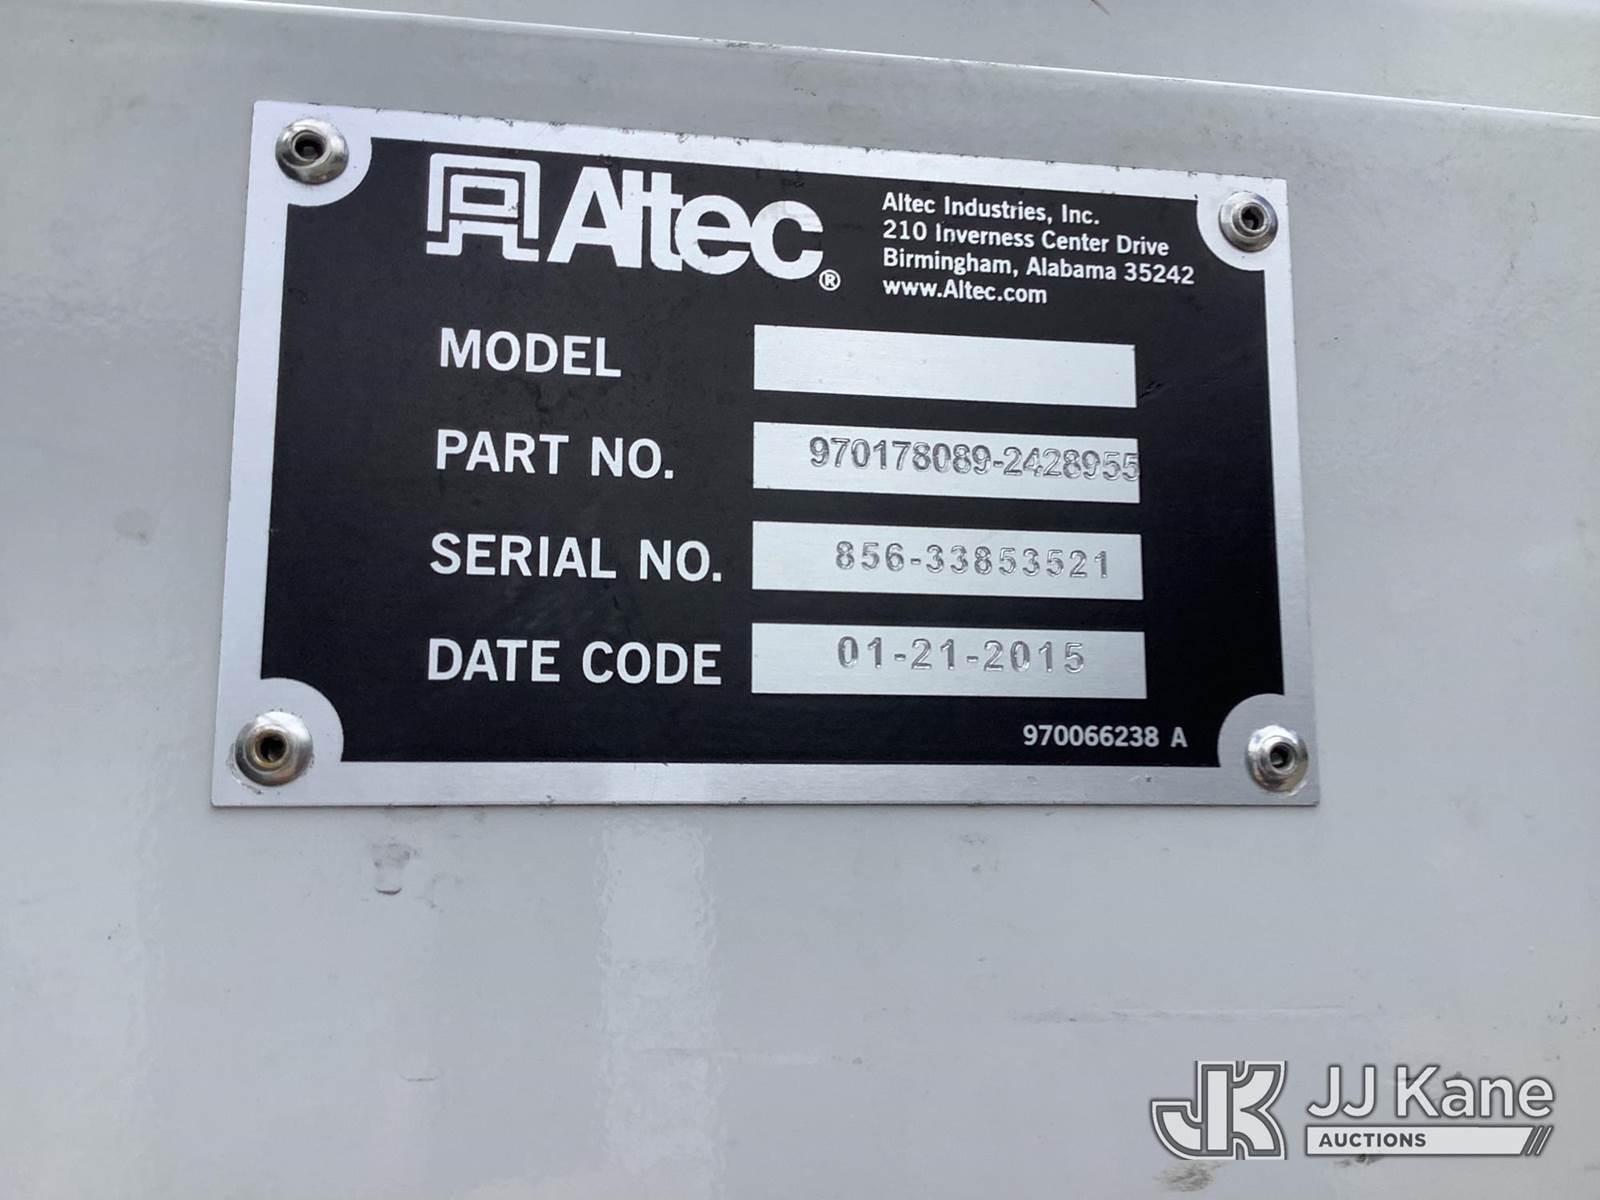 Altec®
Altec Industries, Inc.
210 Inverness Center Drive
Birmingham, Alabama 35242
www.Altec.com
MODEL
PART NO. 970178089-2428955
SERIAL NO. 856-33853521
DATE CODE 01-21-2015
970066238 A
JK JJ Kane
AUCTIONS